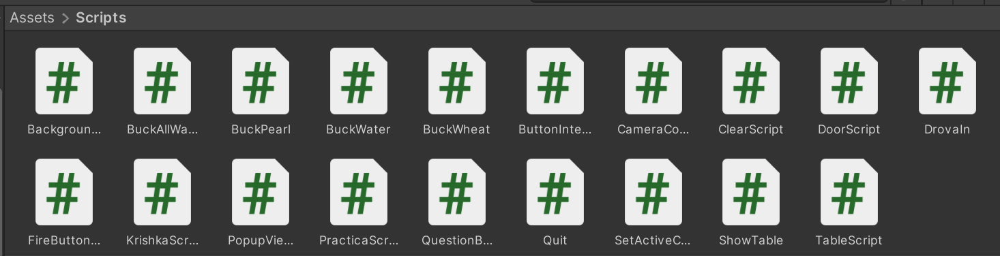 Assets > Scripts
Backgroun... BuckAllWa... BuckPearl BuckWater BuckWheat ButtonInte... CameraCo... ClearScript DoorScript DrovaIn
FireButton... KrishkaScr... PopupVie... PracticaScr... QuestionB... Quit SetActiveC... ShowTable TableScript